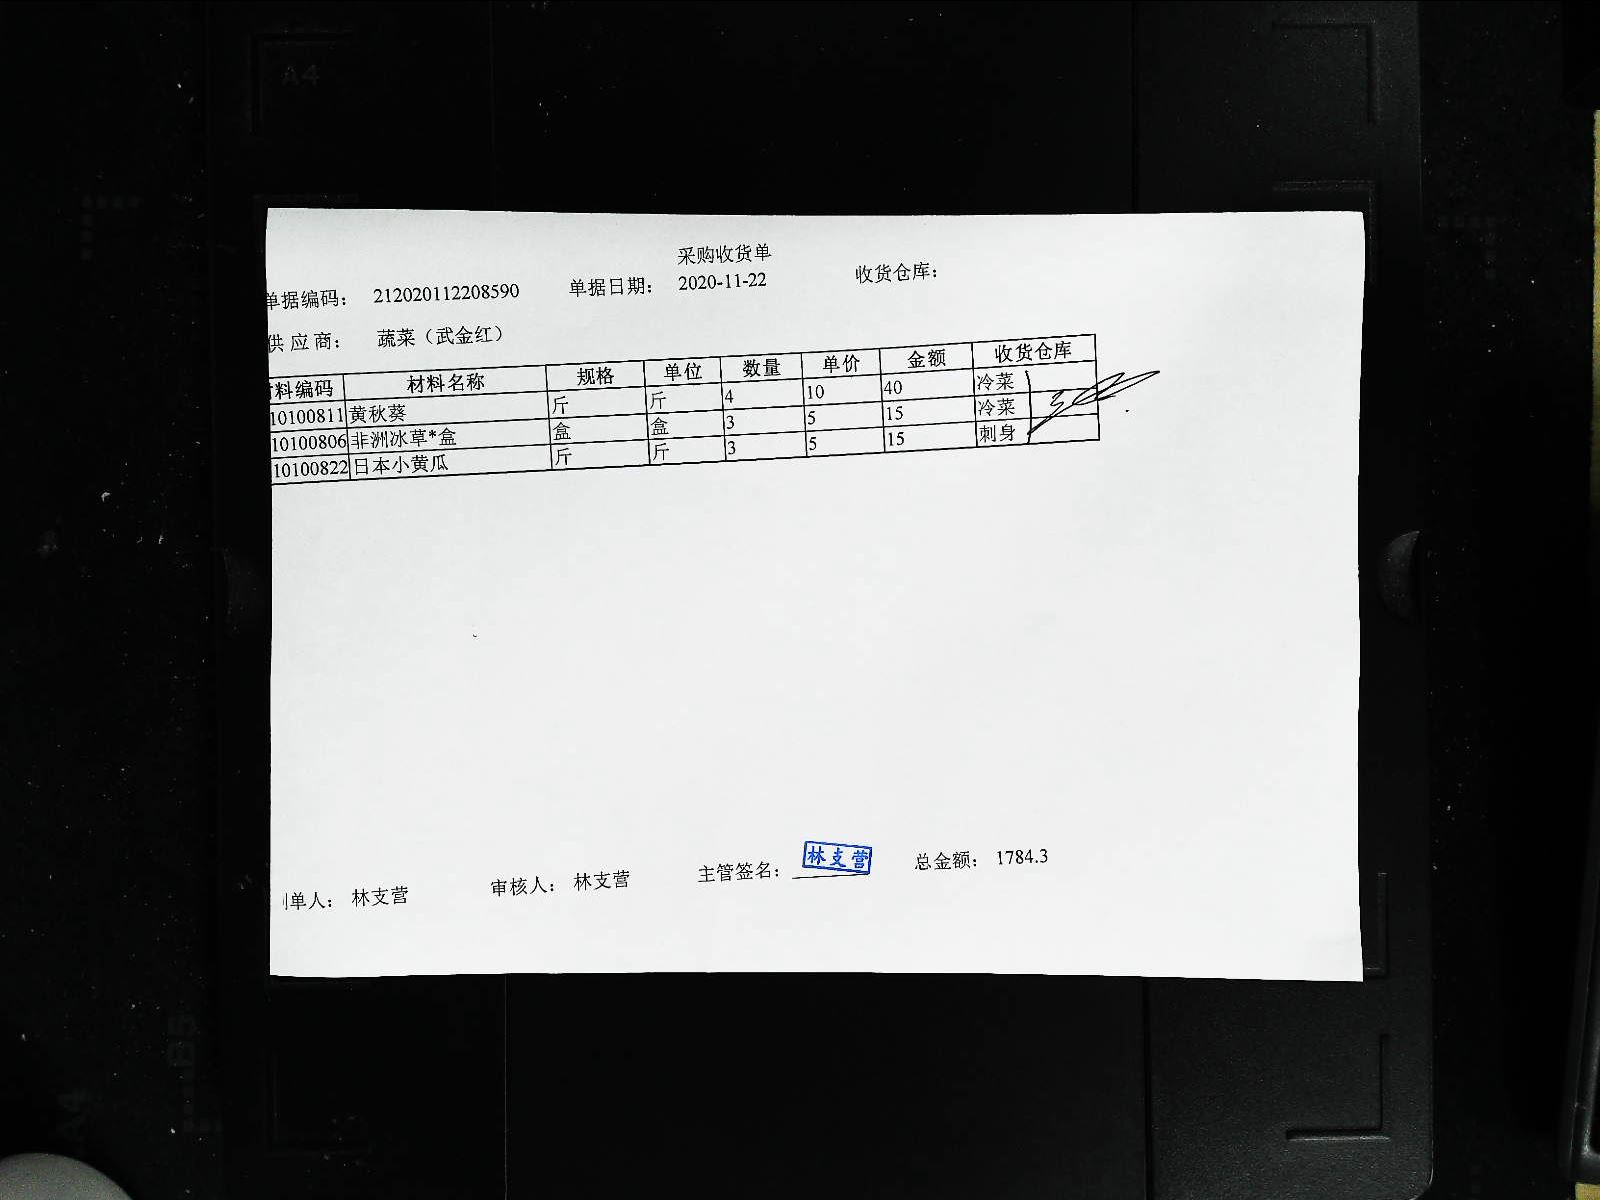 A4
采购收货单
单据编码： 212020112208590 单据日期： 2020-11-22 收货仓库：
供应商： 蔬菜（武金红）
材料编码 材料名称 规格 单位 数量 单价 金额 收货仓库
10100811 黄秋葵 斤 斤 4 10 40 冷菜
10100806 非洲冰草*盒 盒 盒 3 5 15 冷菜
10100822 日本小黄瓜 斤 斤 3 5 15 刺身
制单人： 林支营 审核人： 林支营 主管签名： 林支营 总金额： 1784.3
B5
A4